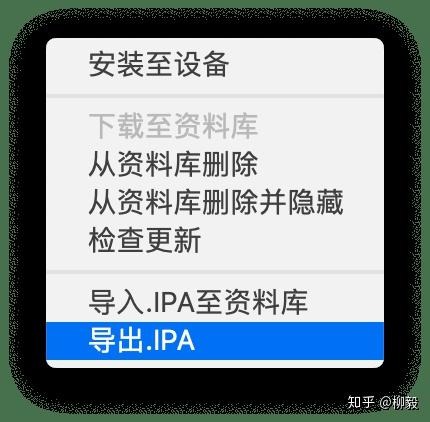 安装至设备
下载至资料库
从资料库删除
从资料库删除并隐藏
检查更新
导入.IPA至资料库
导出.IPA
知乎 @柳毅